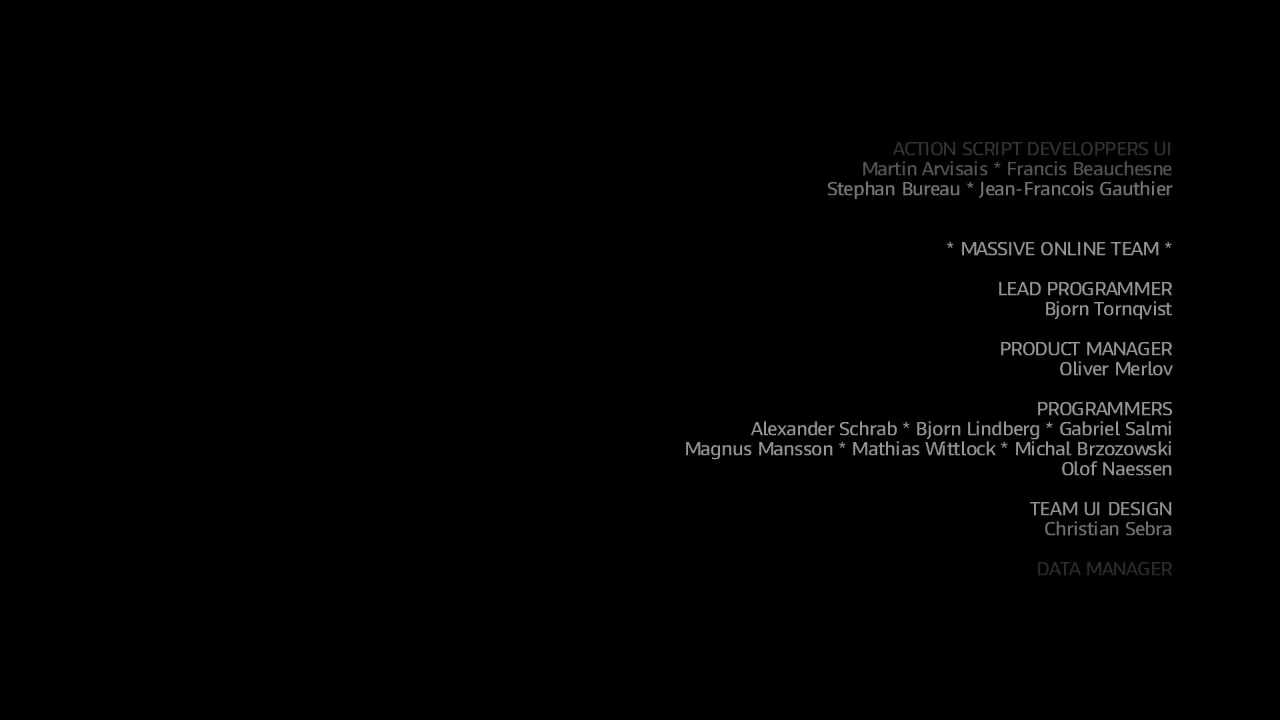 ACTION SCRIPT DEVELOPPERS UI
Martin Arvisais * Francis Beauchesne
Stephan Bureau * Jean-Francois Gauthier
* MASSIVE ONLINE TEAM *
LEAD PROGRAMMER
Bjorn Tornqvist
PRODUCT MANAGER
Oliver Merlov
PROGRAMMERS
Alexander Schrab * Bjorn Lindberg * Gabriel Salmi
Magnus Mansson * Mathias Wittlock * Michal Brzozowski
Olof Naessen
TEAM UI DESIGN
Christian Sebra
DATA MANAGER